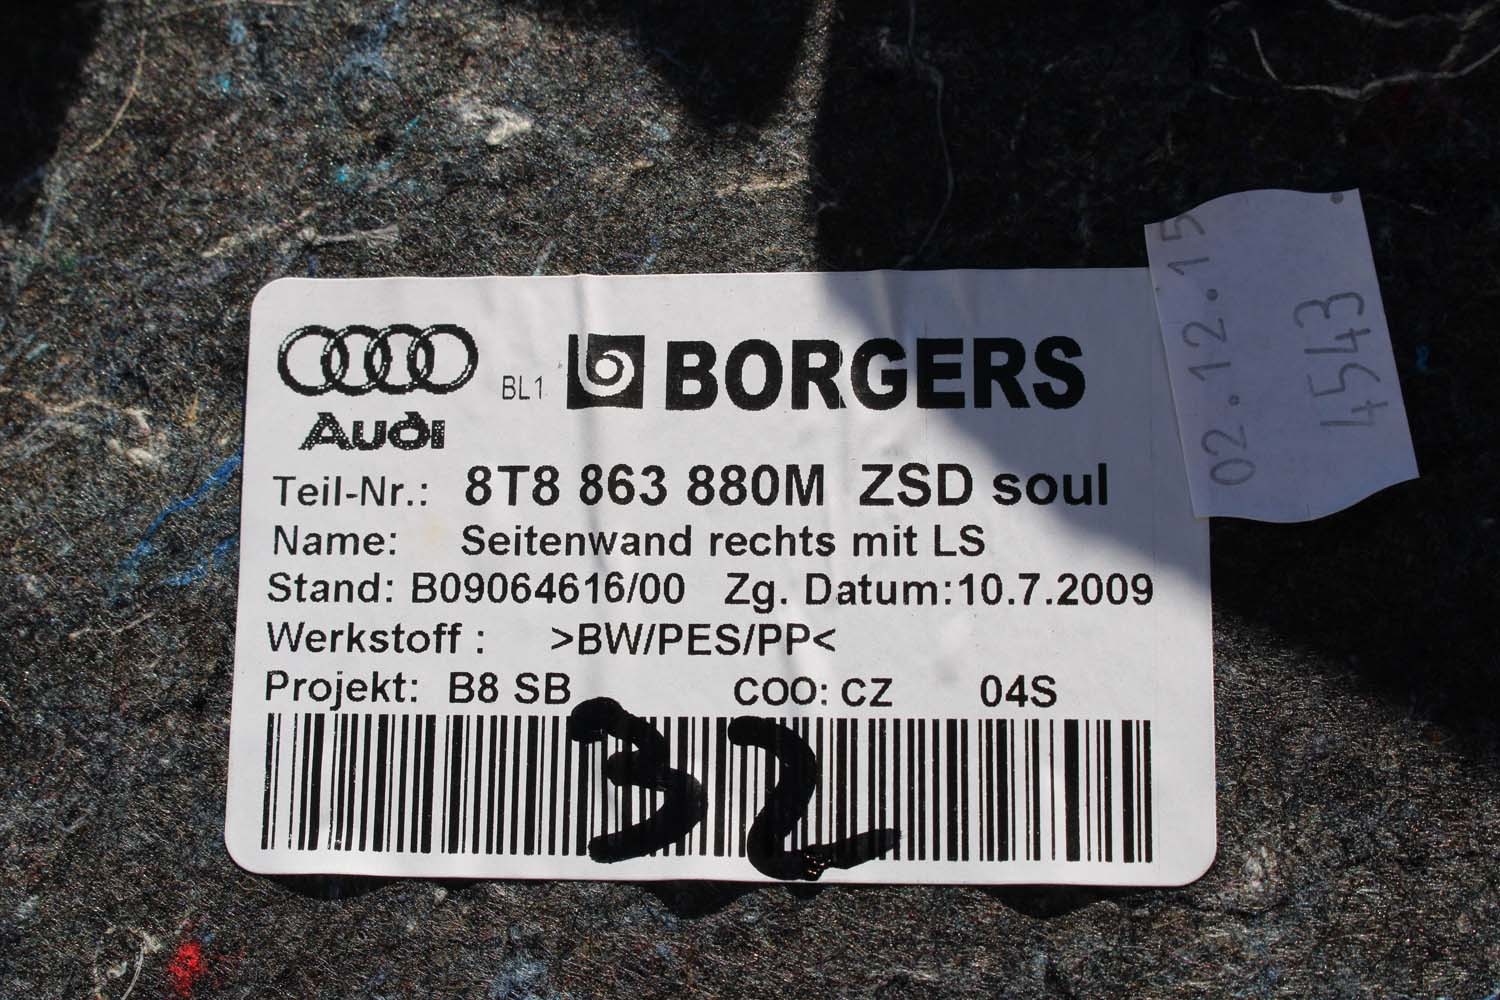 Audi
BL1 BORGERS
Teil-Nr.: 8T8 863 880M ZSD soul
Name: Seitenwand rechts mit LS
Stand: B09064616/00 Zg. Datum:10.7.2009
Werkstoff : >BW/PES/PP<
Projekt: B8 SB COO: CZ 04S
32
02.12.15
4543